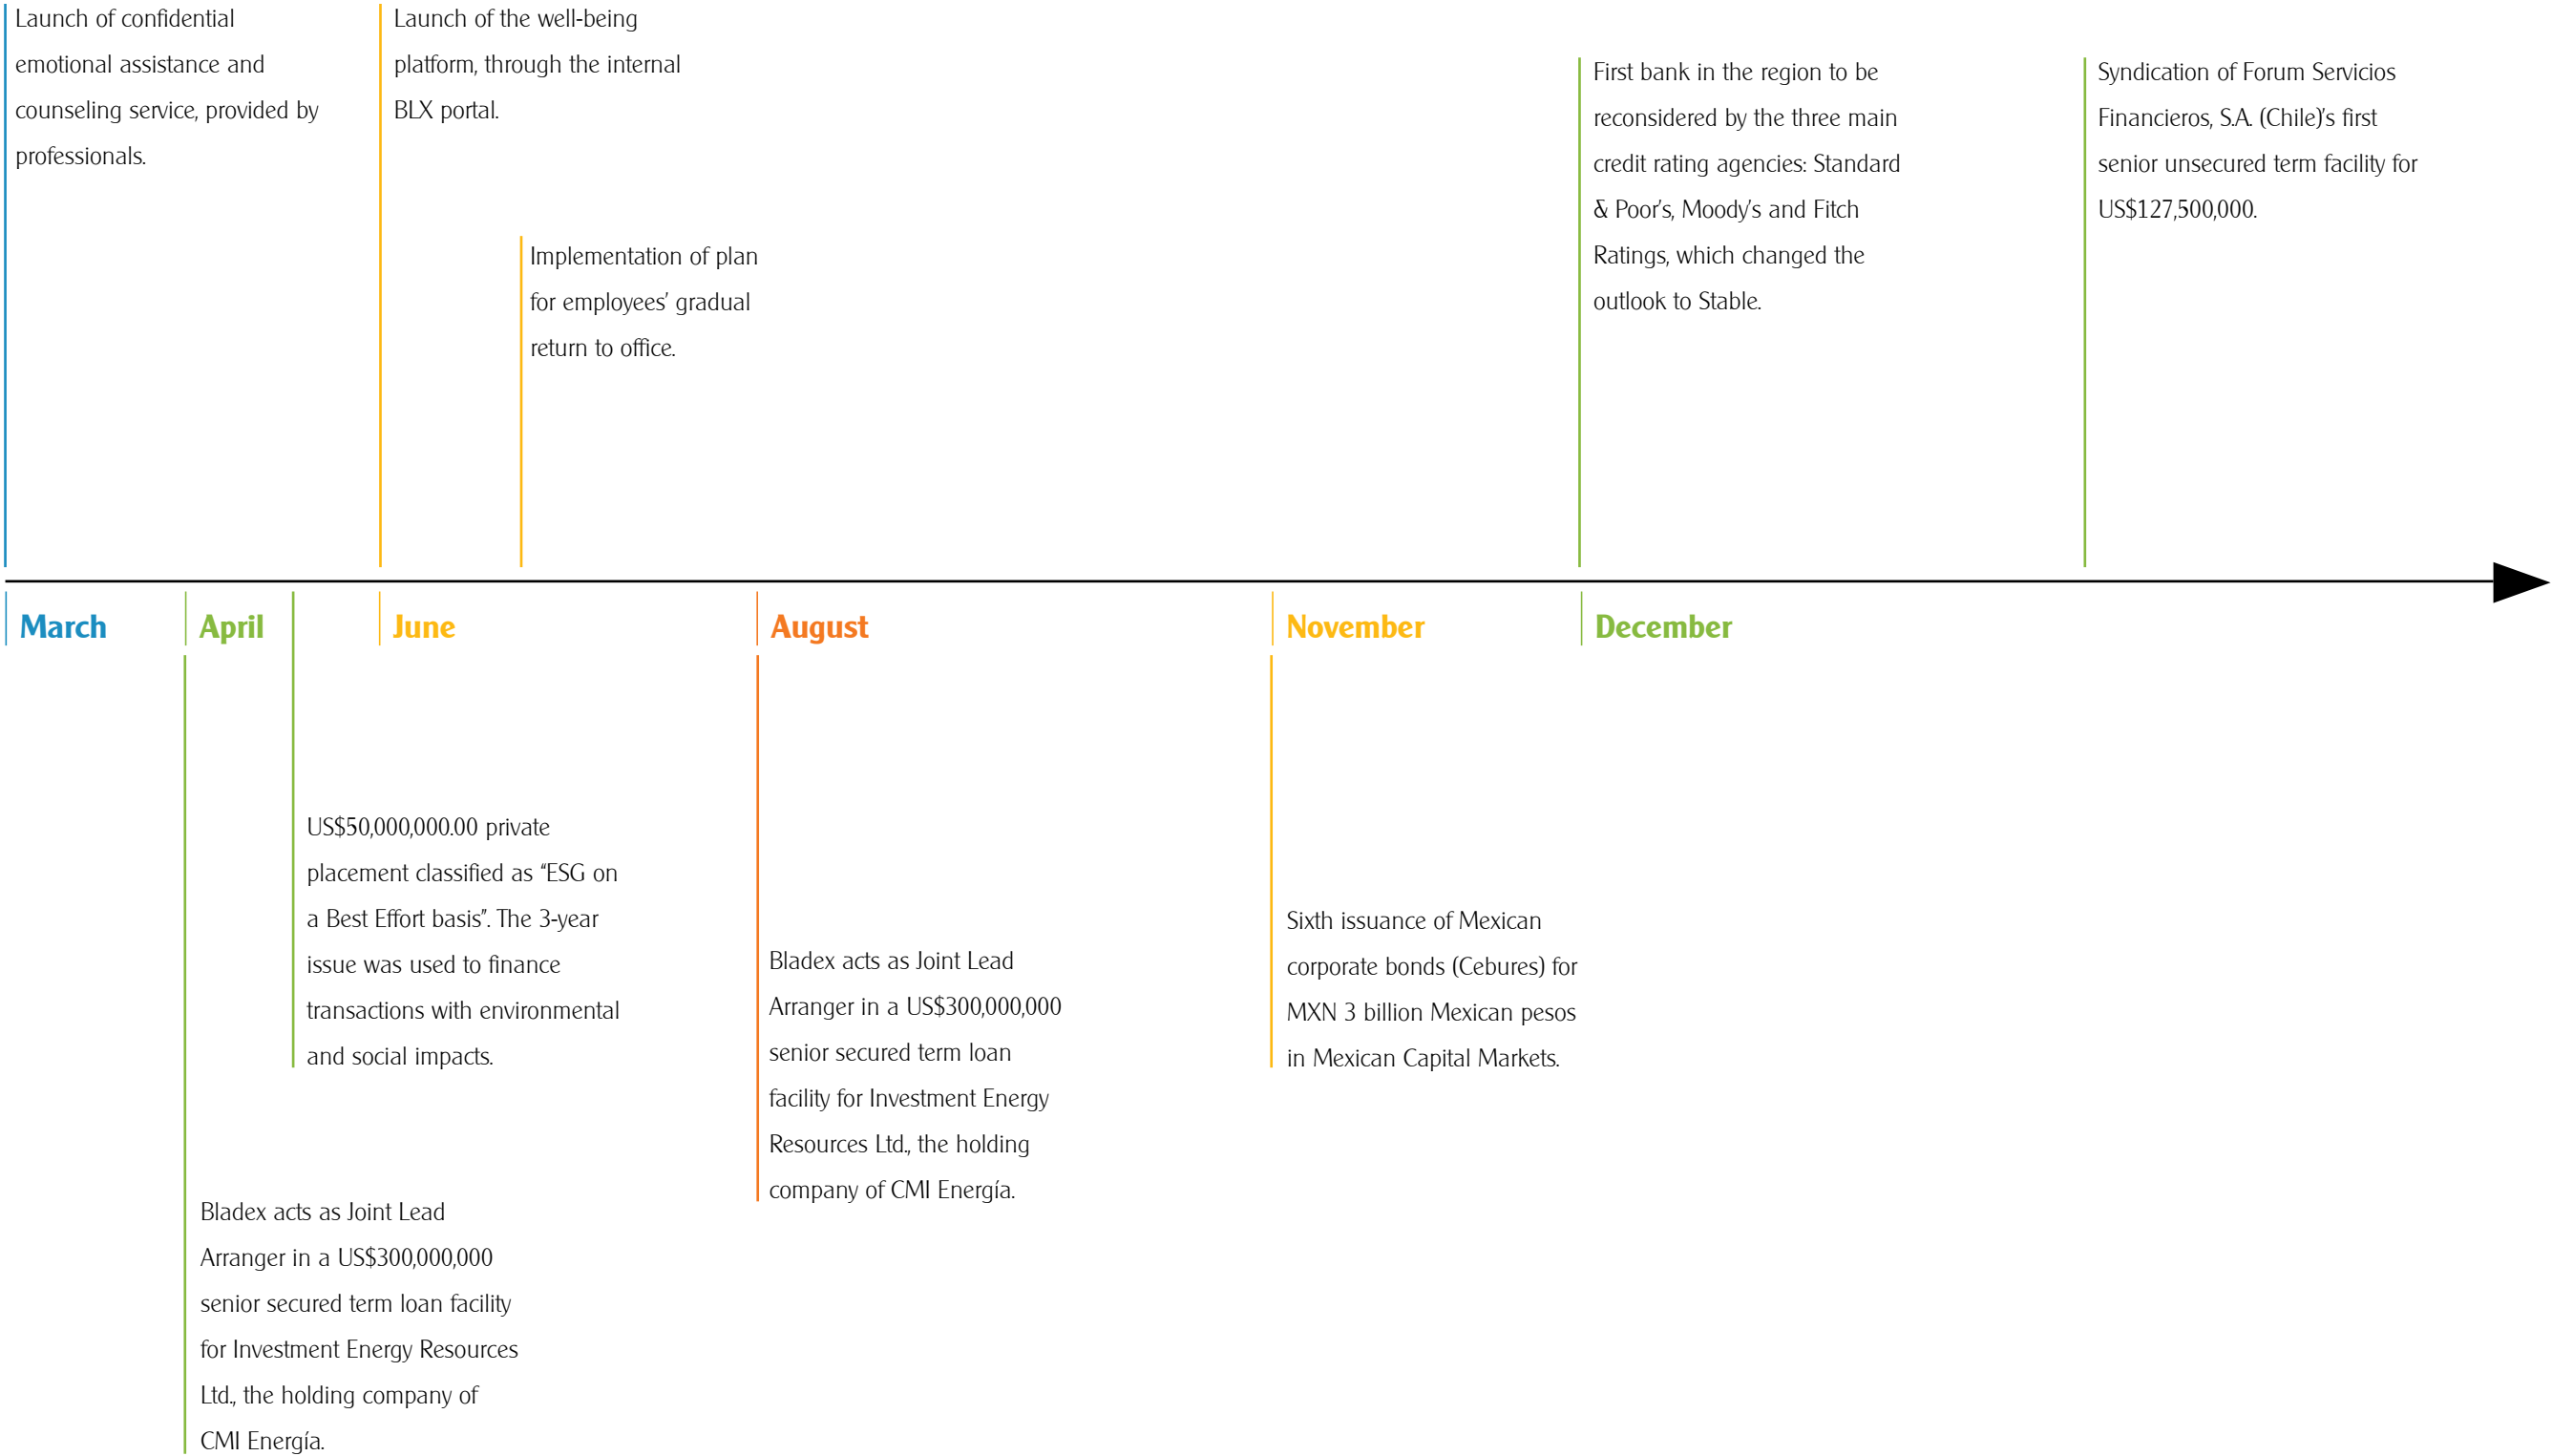 Launch of confidential
emotional assistance and
counseling service, provided by
professionals.
Launch of the well-being
platform, through the internal
BLX portal.
Implementation of plan
for employees’ gradual
return to office.
First bank in the region to be
reconsidered by the three main
credit rating agencies: Standard
& Poor’s, Moody’s and Fitch
Ratings, which changed the
outlook to Stable.
Syndication of Forum Servicios
Financieros, S.A. (Chile)’s first
senior unsecured term facility for
US$127,500,000.
March
April
June
August
November
December
US$50,000,000.00 private
placement classified as “ESG on
a Best Effort basis”. The 3-year
issue was used to finance
transactions with environmental
and social impacts.
Bladex acts as Joint Lead
Arranger in a US$300,000,000
senior secured term loan facility
for Investment Energy Resources
Ltd., the holding company of
CMI Energía.
Bladex acts as Joint Lead
Arranger in a US$300,000,000
senior secured term loan
facility for Investment Energy
Resources Ltd., the holding
company of CMI Energía.
Sixth issuance of Mexican
corporate bonds (Cebures) for
MXN 3 billion Mexican pesos
in Mexican Capital Markets.